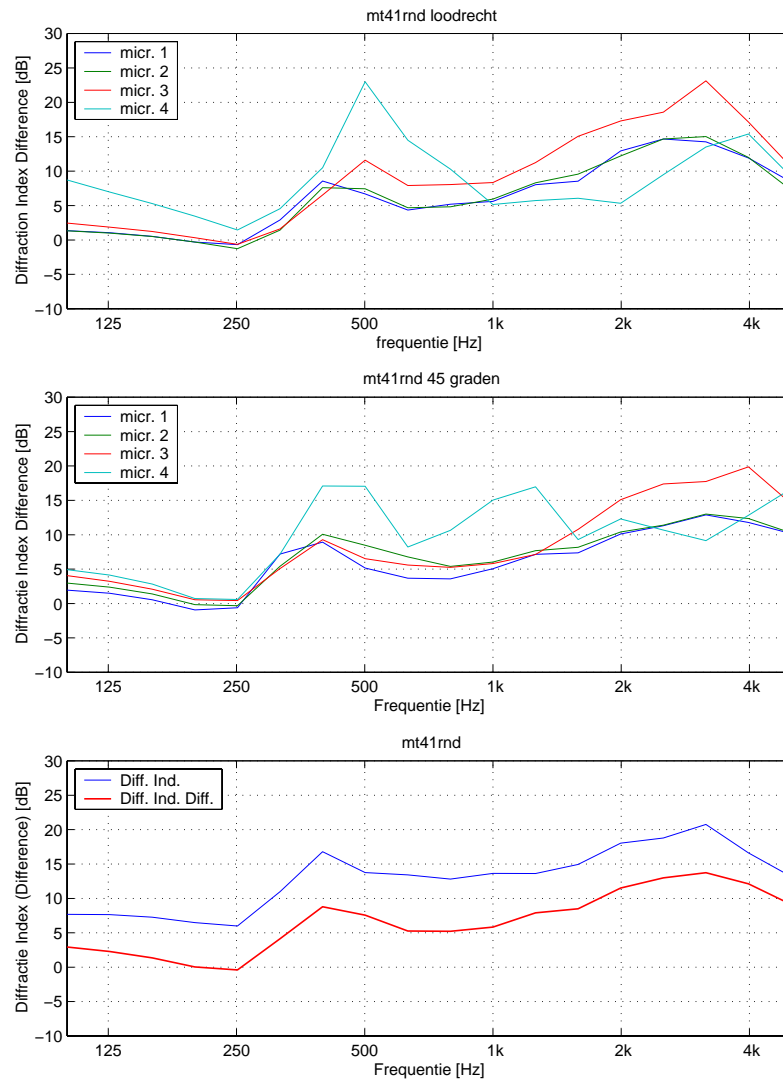 mt41rnd loodrecht
Diffraction Index Difference [dB]
30
25
20
15
10
5
0
−5
−10
micr. 1
micr. 2
micr. 3
micr. 4
125 250 500 1k 2k 4k
frequentie [Hz]
mt41rnd 45 graden
Diffractie Index Difference [dB]
30
25
20
15
10
5
0
−5
−10
micr. 1
micr. 2
micr. 3
micr. 4
125 250 500 1k 2k 4k
Frequentie [Hz]
mt41rnd
Diffractie Index (Difference) [dB]
30
25
20
15
10
5
0
−5
−10
Diff. Ind.
Diff. Ind. Diff.
125 250 500 1k 2k 4k
Frequentie [Hz]